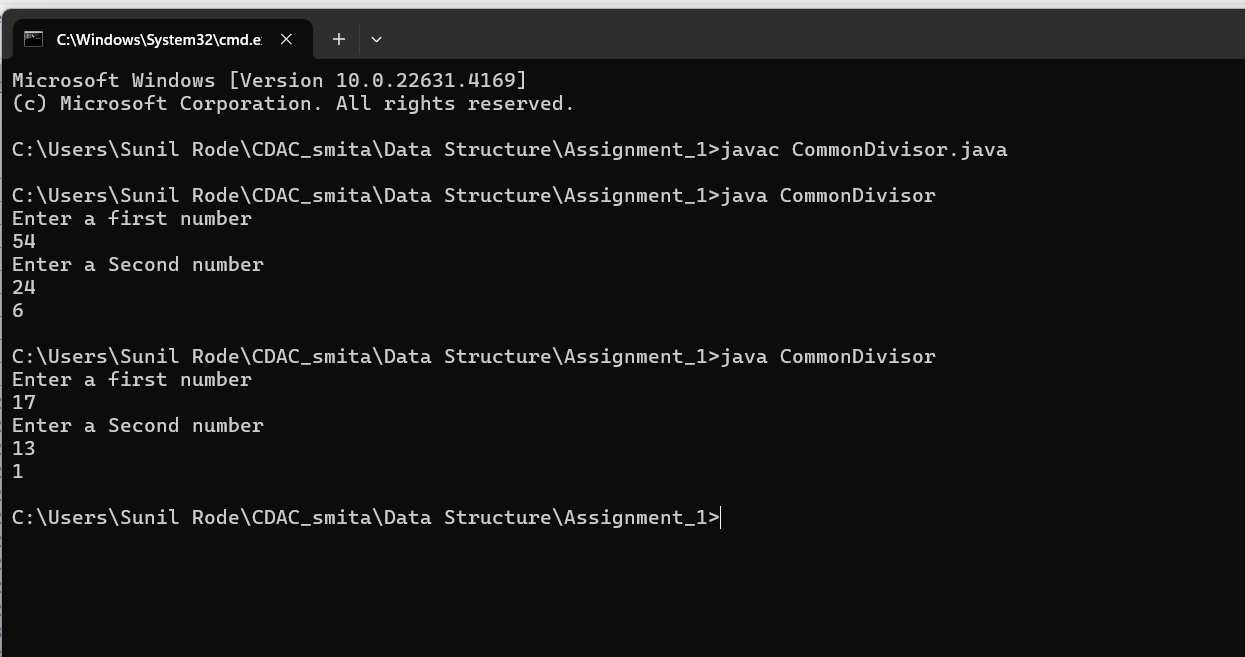 C:\Windows\System32\cmd.e
Microsoft Windows [Version 10.0.22631.4169]
(c) Microsoft Corporation. All rights reserved.
C:\Users\Sunil Rode\CDAC_smita\Data Structure\Assignment_1>javac CommonDivisor.java
C:\Users\Sunil Rode\CDAC_smita\Data Structure\Assignment_1>java CommonDivisor
Enter a first number
54
Enter a Second number
24
6
C:\Users\Sunil Rode\CDAC_smita\Data Structure\Assignment_1>java CommonDivisor
Enter a first number
17
Enter a Second number
13
1
C:\Users\Sunil Rode\CDAC_smita\Data Structure\Assignment_1>